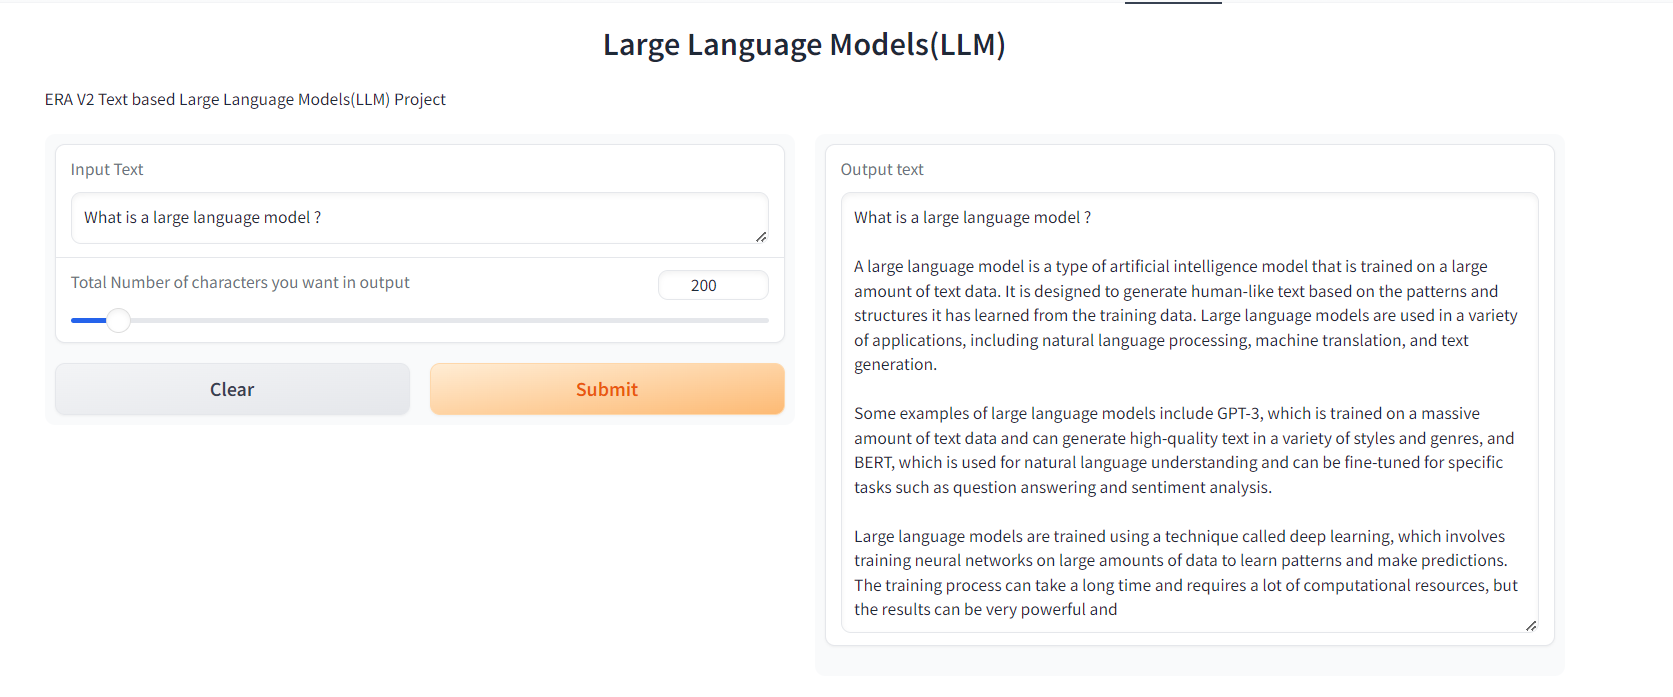 Large Language Models(LLM)
ERA V2 Text based Large Language Models(LLM) Project
Input Text
What is a large language model ?
Total Number of characters you want in output
200
Clear
Submit
Output text
What is a large language model ?
A large language model is a type of artificial intelligence model that is trained on a large
amount of text data. It is designed to generate human-like text based on the patterns and
structures it has learned from the training data. Large language models are used in a variety
of applications, including natural language processing, machine translation, and text
generation.
Some examples of large language models include GPT-3, which is trained on a massive
amount of text data and can generate high-quality text in a variety of styles and genres, and
BERT, which is used for natural language understanding and can be fine-tuned for specific
tasks such as question answering and sentiment analysis.
Large language models are trained using a technique called deep learning, which involves
training neural networks on large amounts of data to learn patterns and make predictions.
The training process can take a long time and requires a lot of computational resources, but
the results can be very powerful and